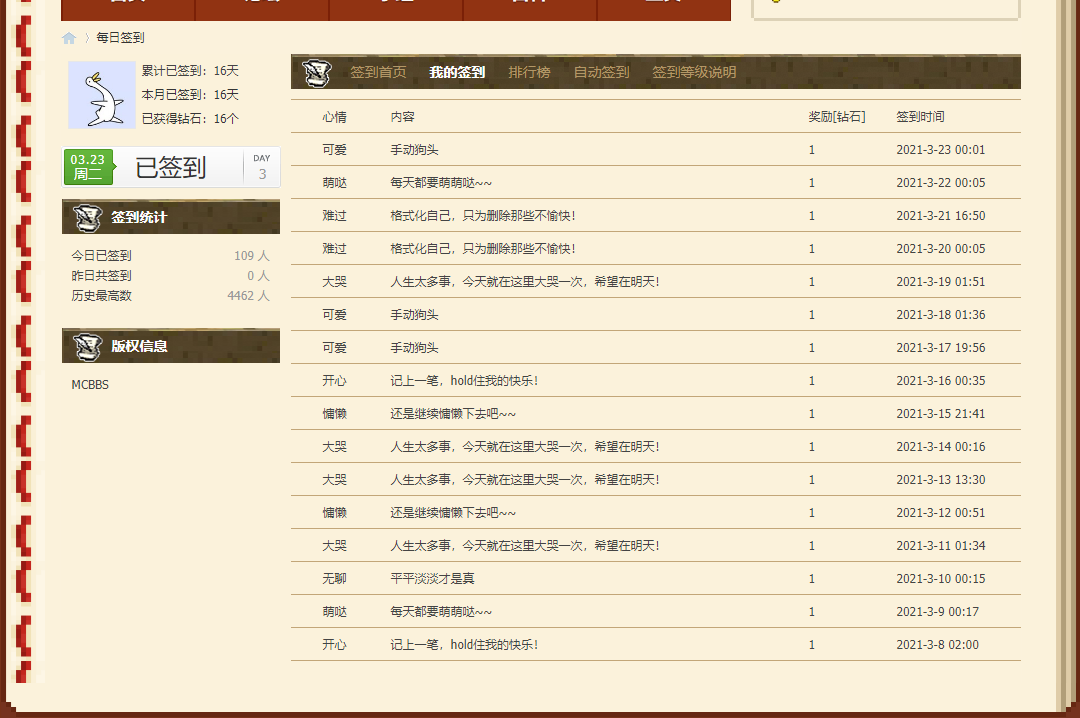 每日签到
累计已签到：16天
本月已签到：16天
已获得钻石：16个
03.23
周二
已签到
DAY
3
签到统计
今日已签到 109 人
昨日共签到 0 人
历史最高数 4462 人
版权信息
MCBBS
签到首页 我的签到 排行榜 自动签到 签到等级说明
心情 内容 奖励[钻石] 签到时间
可爱 手动狗头 1 2021-3-23 00:01
萌哒 每天都要萌萌哒~~ 1 2021-3-22 00:05
难过 格式化自己，只为删除那些不愉快！ 1 2021-3-21 16:50
难过 格式化自己，只为删除那些不愉快！ 1 2021-3-20 00:05
大哭 人生太多事，今天就在这里大哭一次，希望在明天！ 1 2021-3-19 01:51
可爱 手动狗头 1 2021-3-18 01:36
可爱 手动狗头 1 2021-3-17 19:56
开心 记上一笔，hold住我的快乐！ 1 2021-3-16 00:35
慵懒 还是继续慵懒下去吧~~ 1 2021-3-15 21:41
大哭 人生太多事，今天就在这里大哭一次，希望在明天！ 1 2021-3-14 00:16
大哭 人生太多事，今天就在这里大哭一次，希望在明天！ 1 2021-3-13 13:30
慵懒 还是继续慵懒下去吧~~ 1 2021-3-12 00:51
大哭 人生太多事，今天就在这里大哭一次，希望在明天！ 1 2021-3-11 01:34
无聊 平平淡淡才是真 1 2021-3-10 00:15
萌哒 每天都要萌萌哒~~ 1 2021-3-9 00:17
开心 记上一笔，hold住我的快乐！ 1 2021-3-8 02:00